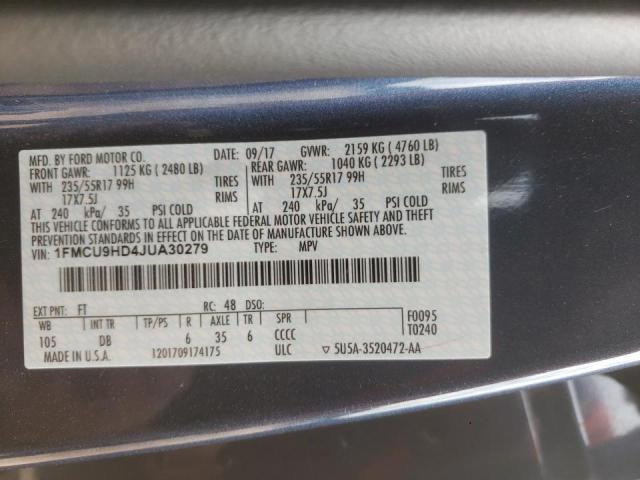 MFD. BY FORD MOTOR CO. 09/17 GVWR: 2159 KG ( 4760 LB)
FRONT GAWR: 1125 KG ( 2480 LB) REAR GAWR: 1040 KG ( 2293 LB)
WITH 235/55R17 99H TIRES WITH 235/55R17 99H TIRES
17X7.5J RIMS 17X7.5J RIMS
AT 240 kPa/ 35 PSI COLD AT 240 kPa/ 35 PSI COLD
THIS VEHICLE CONFORMS TO ALL APPLICABLE FEDERAL MOTOR VEHICLE SAFETY AND THEFT
PREVENTION STANDARDS IN EFFECT ON THE DATE OF MANUFACTURE SHOWN ABOVE.
VIN: 1FMCU9HD4JUA30279 TYPE: MPV
EXT PNT: FT RC: 48 DSO: F0095
WB INT TR TP/PS R AXLE TR SPR T0240
105 DB 6 35 6 CCCC
MADE IN U.S.A. 1201709174175 ULC ▽ 5U5A-3520472-AA